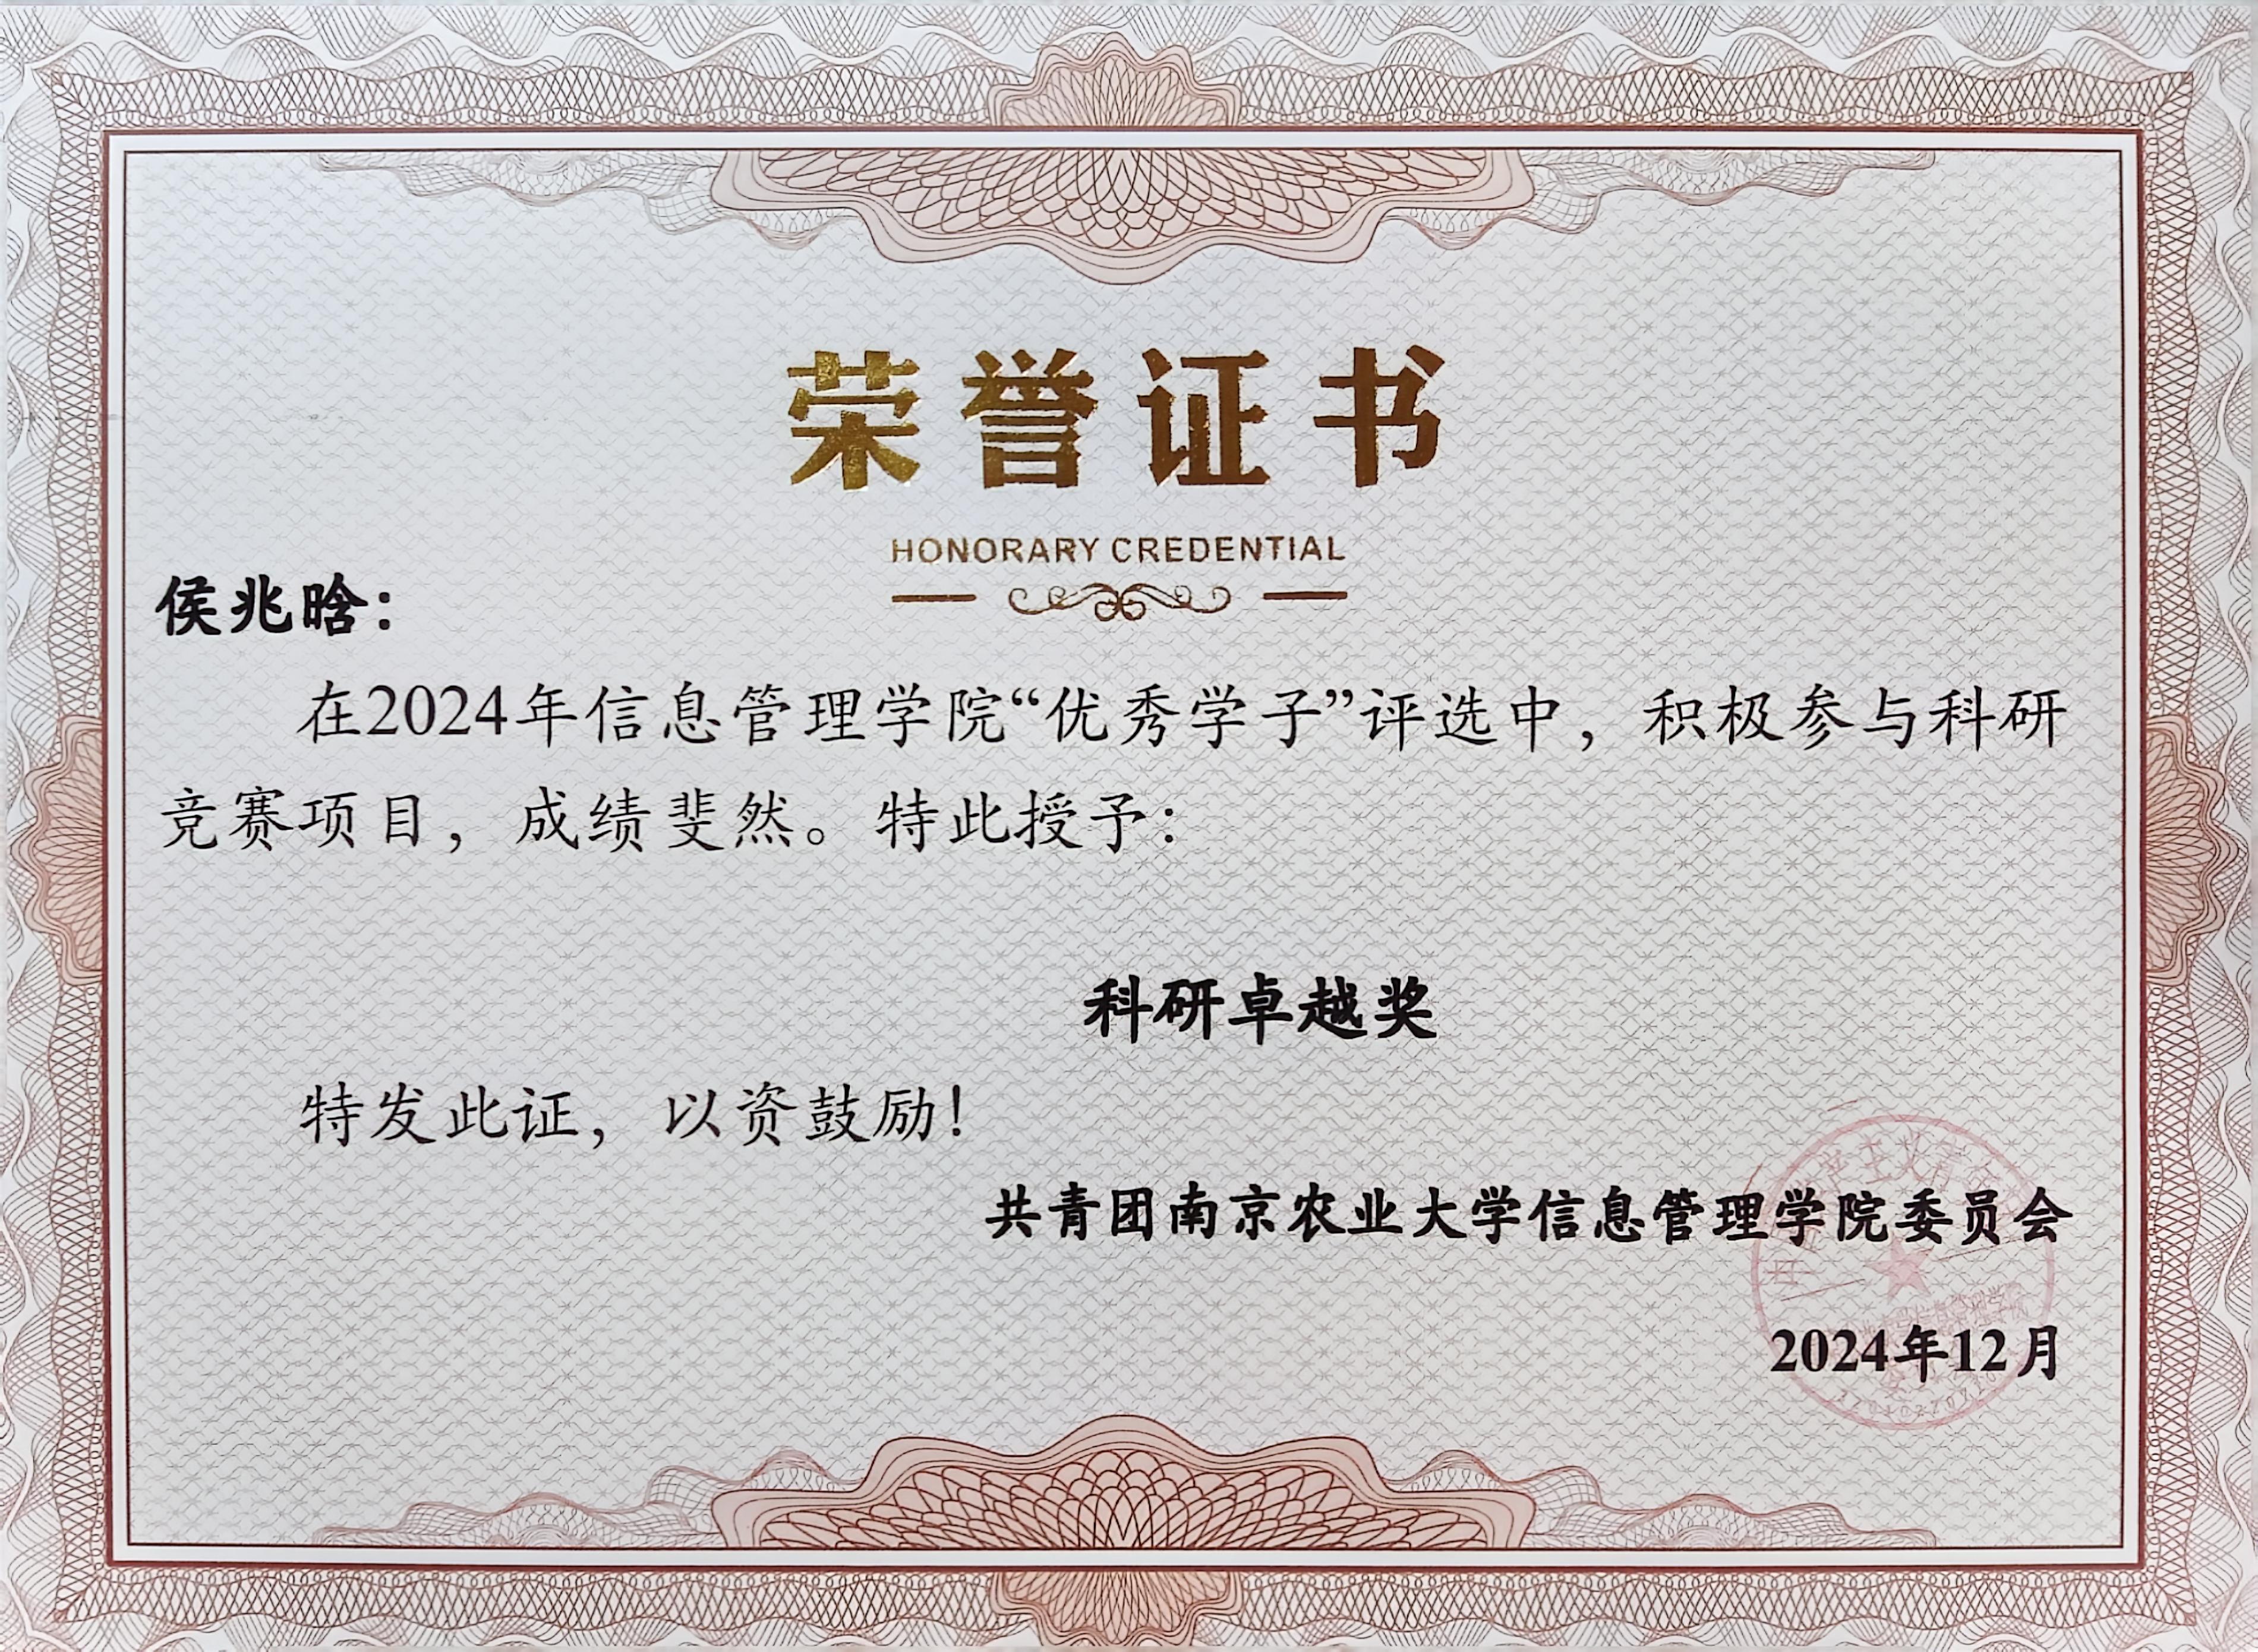 荣誉证书
HONORARY CREDENTIAL
侯兆晗：
在2024年信息管理学院“优秀学子”评选中，积极参与科研
竞赛项目，成绩斐然。特此授予：
科研卓越奖
特发此证，以资鼓励！
共青团南京农业大学信息管理学院委员会
2024年12月